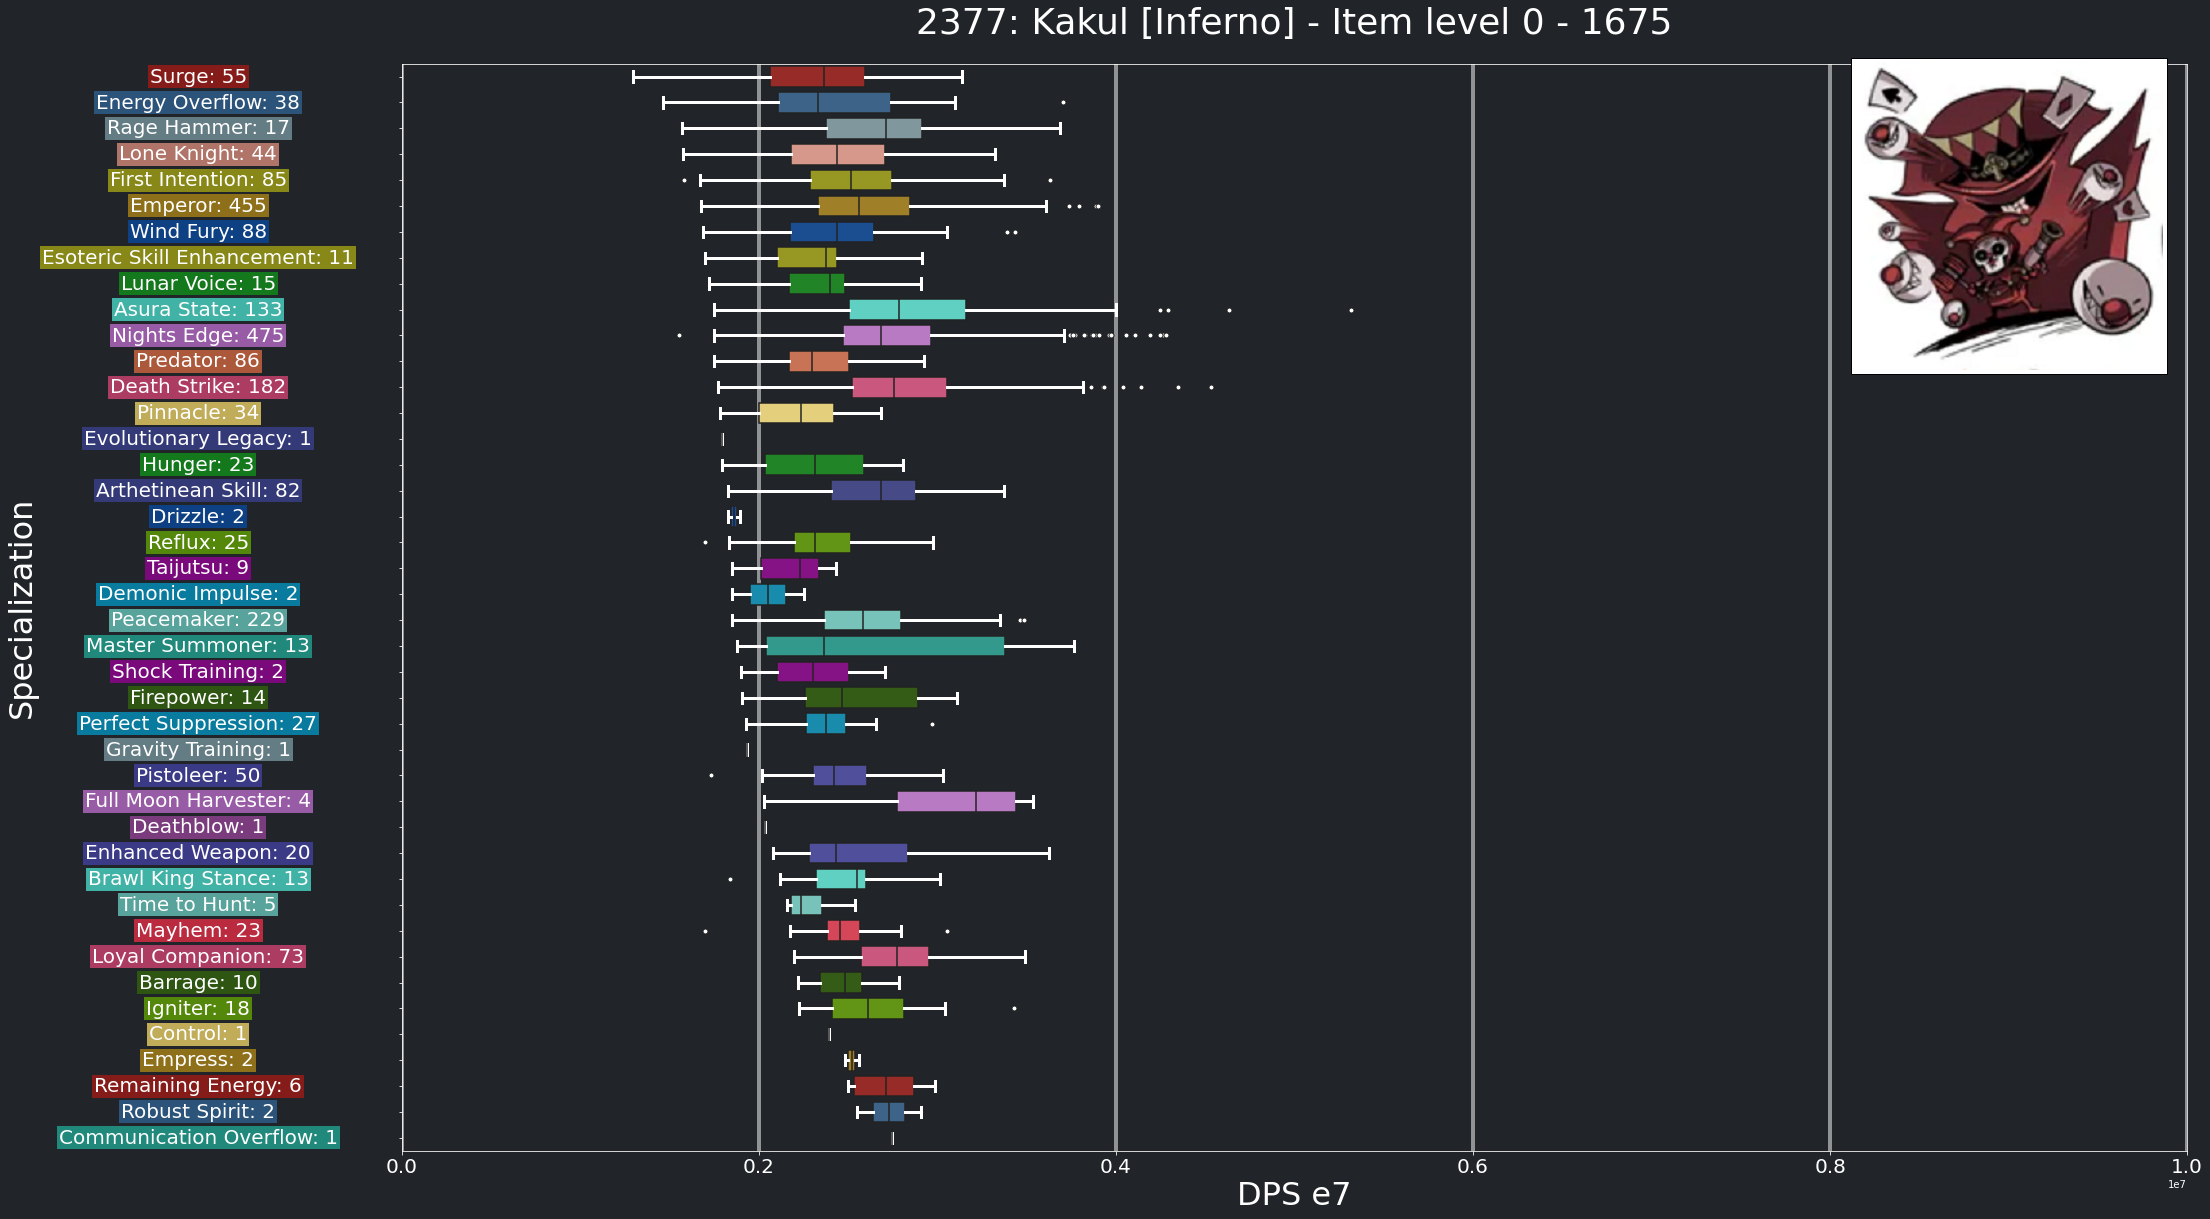 2377: Kakul [Inferno] - Item level 0 - 1675
Surge: 55
Energy Overflow: 38
Rage Hammer: 17
Lone Knight: 44
First Intention: 85
Emperor: 455
Wind Fury: 88
Esoteric Skill Enhancement: 11
Lunar Voice: 15
Asura State: 133
Nights Edge: 475
Predator: 86
Death Strike: 182
Pinnacle: 34
Evolutionary Legacy: 1
Hunger: 23
Arthetinean Skill: 82
Drizzle: 2
Reflux: 25
Taijutsu: 9
Demonic Impulse: 2
Peacemaker: 229
Master Summoner: 13
Shock Training: 2
Firepower: 14
Perfect Suppression: 27
Gravity Training: 1
Pistoleer: 50
Full Moon Harvester: 4
Deathblow: 1
Enhanced Weapon: 20
Brawl King Stance: 13
Time to Hunt: 5
Mayhem: 23
Loyal Companion: 73
Barrage: 10
Igniter: 18
Control: 1
Empress: 2
Remaining Energy: 6
Robust Spirit: 2
Communication Overflow: 1
Specialization
0.0 0.2 0.4 0.6 0.8 1.0
1e7
DPS e7